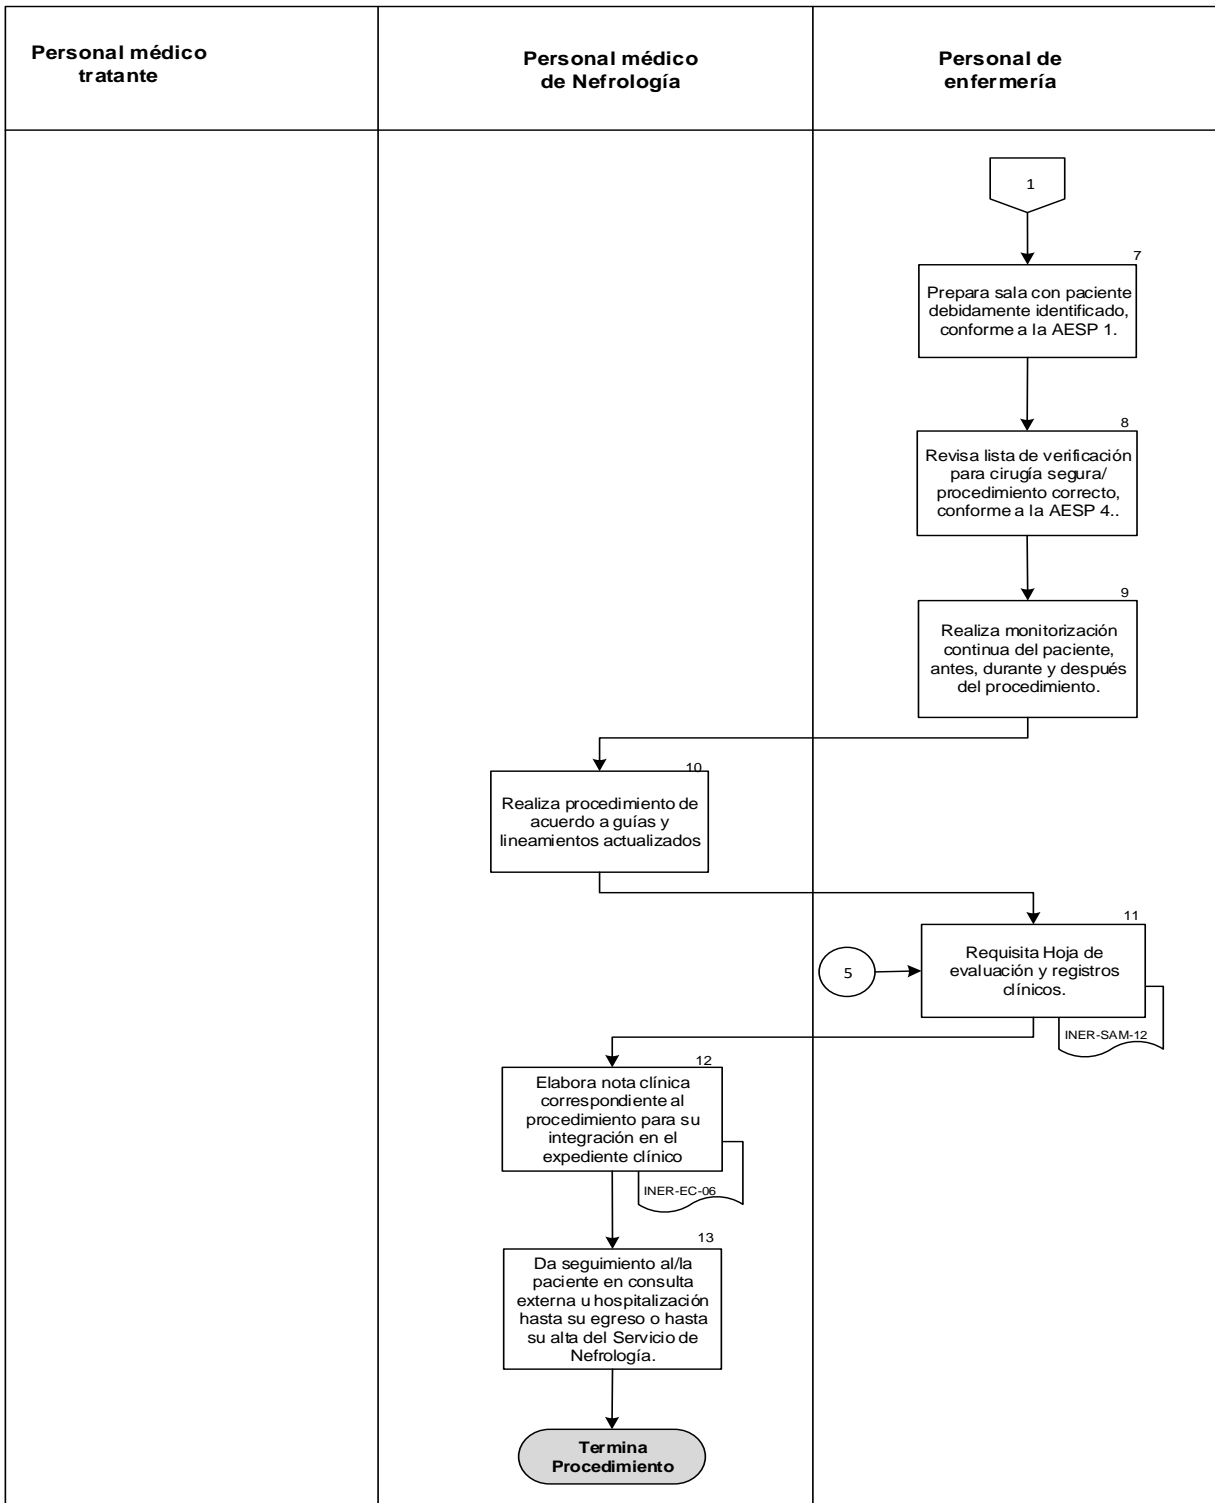 Personal médico
tratante
Personal médico
de Nefrología
Personal de
enfermería
1
7
Prepara sala con paciente
debidamente identificado,
conforme a la AESP 1.
8
Revisa lista de verificación
para cirugía segura/
procedimiento correcto,
conforme a la AESP 4..
9
Realiza monitorización
continua del paciente,
antes, durante y después
del procedimiento.
10
Realiza procedimiento de
acuerdo a guías y
lineamientos actualizados
11
Requisita Hoja de
evaluación y registros
clínicos.
5
INER-SAM-12
12
Elabora nota clínica
correspondiente al
procedimiento para su
integración en el
expediente clínico
INER-EC-06
13
Da seguimiento al/la
paciente en consulta
externa u hospitalización
hasta su egreso o hasta
su alta del Servicio de
Nefrología.
Termina
Procedimiento